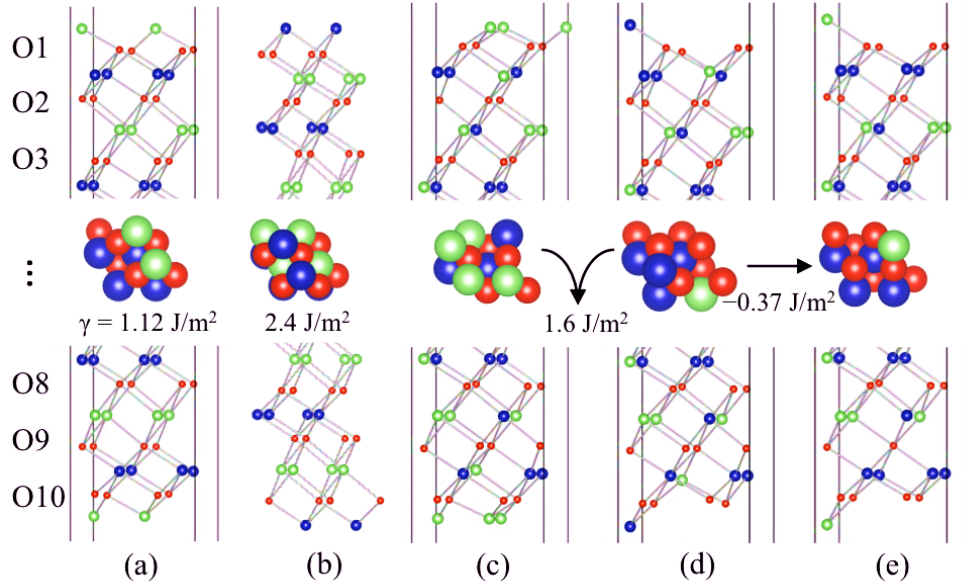 O1
O2
O3
⋮
γ = 1.12 J/m²
2.4 J/m²
1.6 J/m²
−0.37 J/m²
O8
O9
O10
(a) (b) (c) (d) (e)